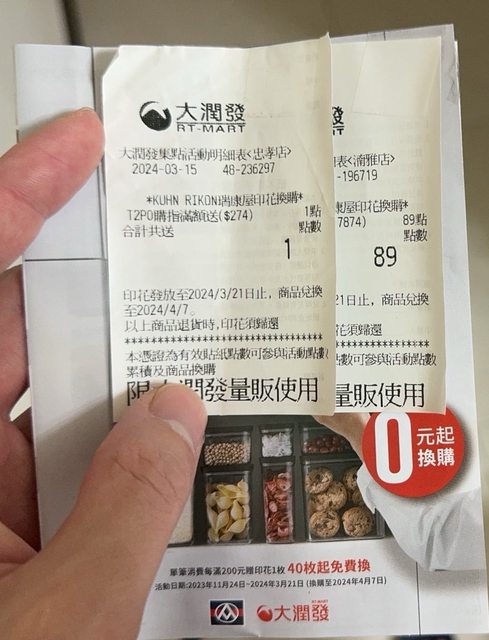 大潤發
RT-MART
大潤發集點活動明細表<忠孝店>
2024-03-15 48-236297
*KUHN RIKON瑞康屋印花換購*
T2PO購指滿額送($274) 1點
合計共送 點數
1
印花發放至2024/3/21日止，商品兌換
至2024/4/7。
以上商品退貨時，印花須歸還
本憑證為有效貼紙點數可參與活動點數
累積及商品換購
限大潤發量販使用
發
RT
表<湳雅店>
-196719
康屋印花換購*
7874) 89點
點數
89
21日止，商品兌換
花須歸還
數可參與活動點數
量販使用
0元起
換購
單筆消費每滿200元贈印花1枚 40枚起免費換
活動日期:2023年11月24日~2024年3月21日 (換購至2024年4月7日)
RT-MART
大潤發